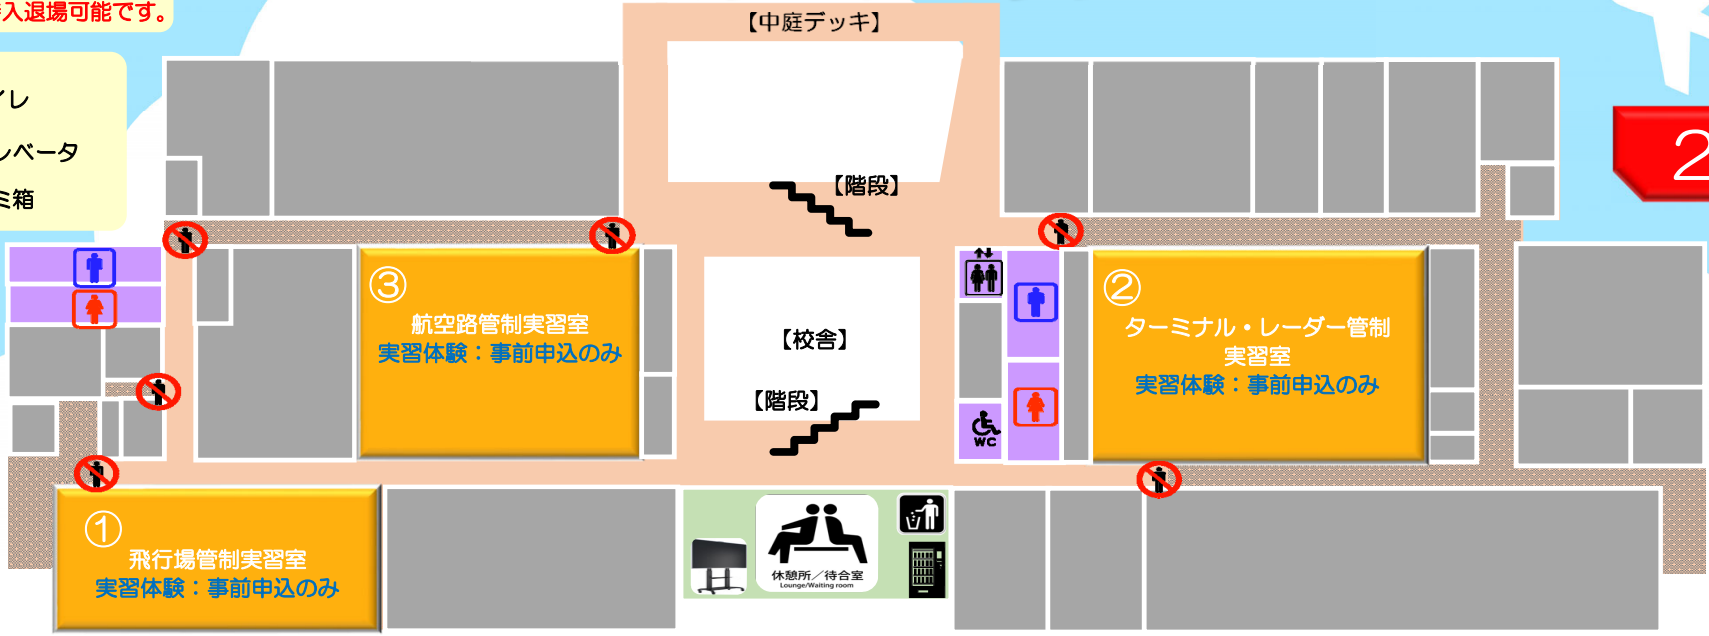 入退場可能です。
【中庭デッキ】
イレ
レベータ
ミ箱
【階段】
2
③
航空路管制実習室
実習体験：事前申込のみ
【校舎】
【階段】
②
ターミナル・レーダー管制
実習室
実習体験：事前申込のみ
WC
①
飛行場管制実習室
実習体験：事前申込のみ
休憩所／待合室
Lounge/Waiting room